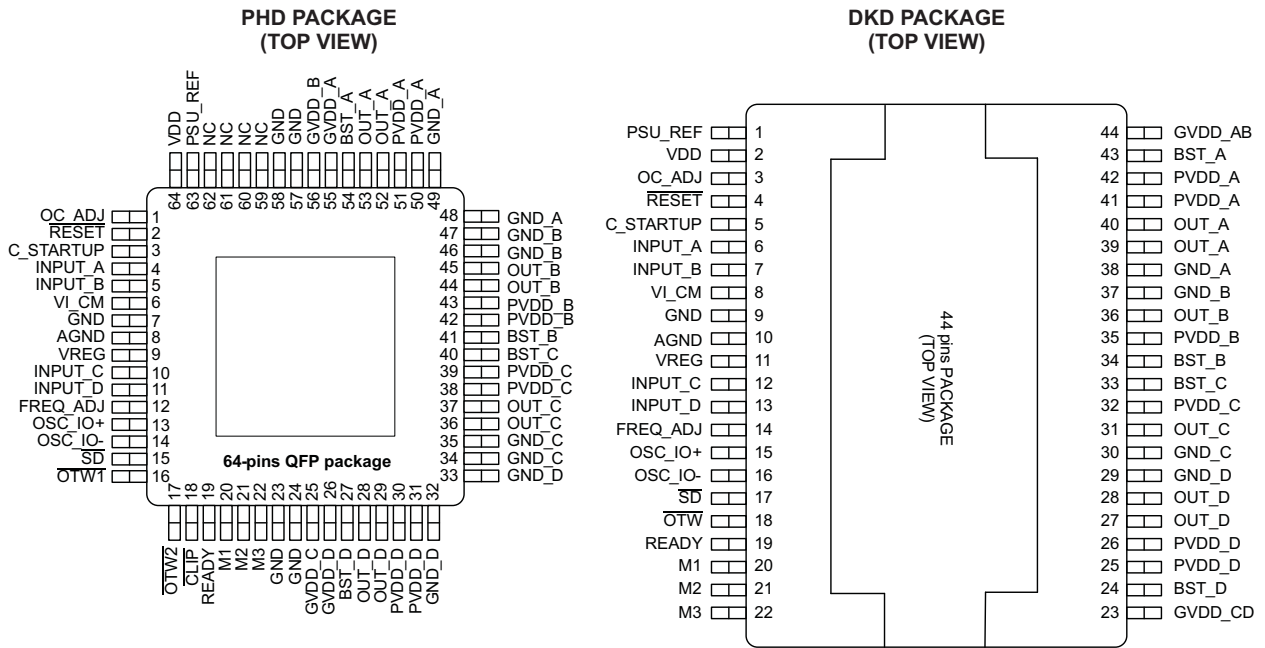 PHD PACKAGE
(TOP VIEW)
VDD
PSU_REF
NC
NC
NC
NC
GND
GND
GVDD_B
GVDD_A
BST_A
OUT_A
OUT_A
PVDD_A
PVDD_A
GND_A
64
63
62
61
60
59
58
57
56
55
54
53
52
51
50
49
OC_ADJ 1
RESET 2
C_STARTUP 3
INPUT_A 4
INPUT_B 5
VI_CM 6
GND 7
AGND 8
VREG 9
INPUT_C 10
INPUT_D 11
FREQ_ADJ 12
OSC_IO+ 13
OSC_IO- 14
SD 15
OTW1 16
48 GND_A
47 GND_B
46 GND_B
45 OUT_B
44 OUT_B
43 PVDD_B
42 PVDD_B
41 BST_B
40 BST_C
39 PVDD_C
38 PVDD_C
37 OUT_C
36 OUT_C
35 GND_C
34 GND_C
33 GND_D
64-pins QFP package
17
18
19
20
21
22
23
24
25
26
27
28
29
30
31
32
OTW2
CLIP
READY
M1
M2
M3
GND
GND
GVDD_C
GVDD_D
BST_D
OUT_D
OUT_D
PVDD_D
PVDD_D
GND_D
DKD PACKAGE
(TOP VIEW)
PSU_REF 1
VDD 2
OC_ADJ 3
RESET 4
C_STARTUP 5
INPUT_A 6
INPUT_B 7
VI_CM 8
GND 9
AGND 10
VREG 11
INPUT_C 12
INPUT_D 13
FREQ_ADJ 14
OSC_IO+ 15
OSC_IO- 16
SD 17
OTW 18
READY 19
M1 20
M2 21
M3 22
44 pins PACKAGE
(TOP VIEW)
44 GVDD_AB
43 BST_A
42 PVDD_A
41 PVDD_A
40 OUT_A
39 OUT_A
38 GND_A
37 GND_B
36 OUT_B
35 PVDD_B
34 BST_B
33 BST_C
32 PVDD_C
31 OUT_C
30 GND_C
29 GND_D
28 OUT_D
27 OUT_D
26 PVDD_D
25 PVDD_D
24 BST_D
23 GVDD_CD